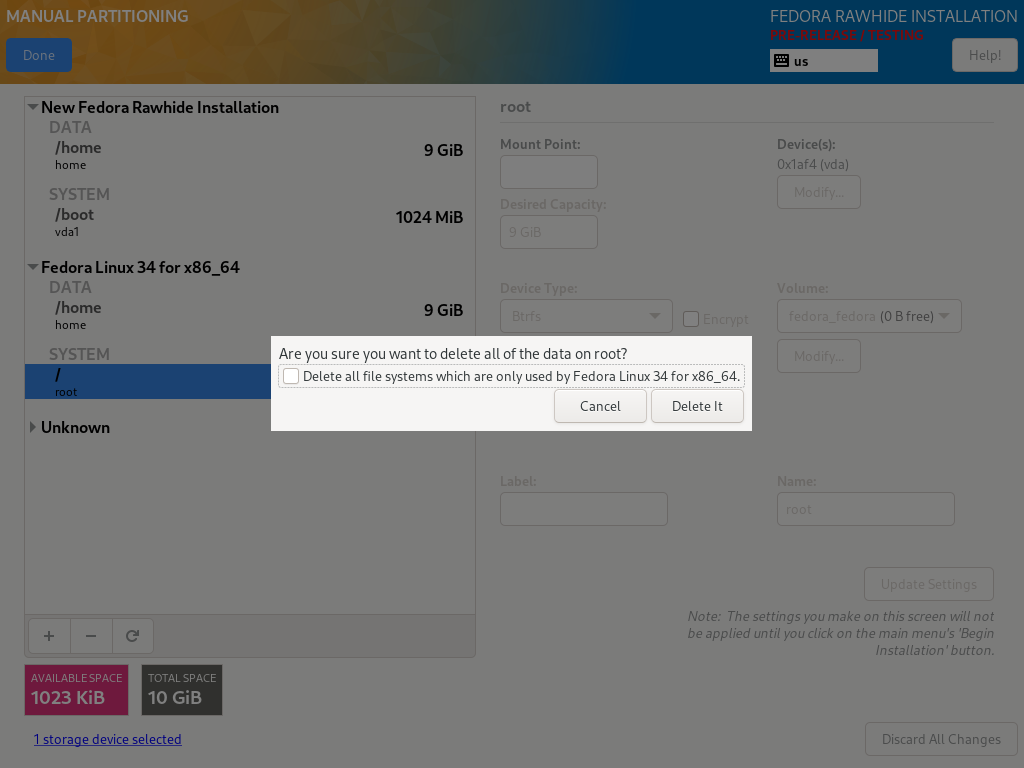 MANUAL PARTITIONING
Done
FEDORA RAWHIDE INSTALLATION
PRE-RELEASE / TESTING
us
Help!
New Fedora Rawhide Installation
DATA
/home
9 GiB
home
SYSTEM
/boot
1024 MiB
vda1
Fedora Linux 34 for x86_64
DATA
/home
9 GiB
home
SYSTEM
/
root
Unknown
root
Mount Point:
Device(s):
0x1af4 (vda)
Modify...
Desired Capacity:
9 GiB
Device Type:
Volume:
Btrfs
Encrypt
fedora_fedora (0 B free)
Modify...
Are you sure you want to delete all of the data on root?
Delete all file systems which are only used by Fedora Linux 34 for x86_64.
Cancel
Delete It
Label:
Name:
root
Update Settings
Note: The settings you make on this screen will not
be applied until you click on the main menu's 'Begin
Installation' button.
AVAILABLE SPACE
1023 KiB
TOTAL SPACE
10 GiB
1 storage device selected
Discard All Changes